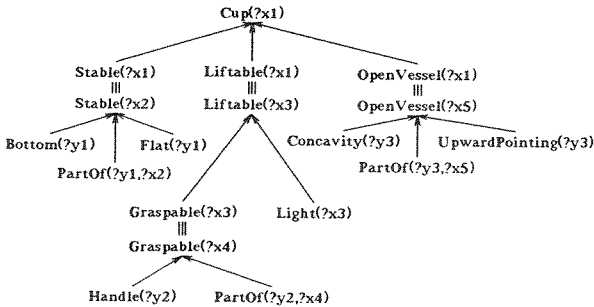 Cup(?x1)
Stable(?x1) Liftable(?x1) OpenVessel(?x1)
Stable(?x2) Liftable(?x3) OpenVessel(?x5)
Bottom(?y1) Flat(?y1) Concavity(?y3) UpwardPointing(?y3)
PartOf(?y1,?x2) PartOf(?y3,?x5)
Graspable(?x3) Light(?x3)
Graspable(?x4)
Handle(?y2) PartOf(?y2,?x4)